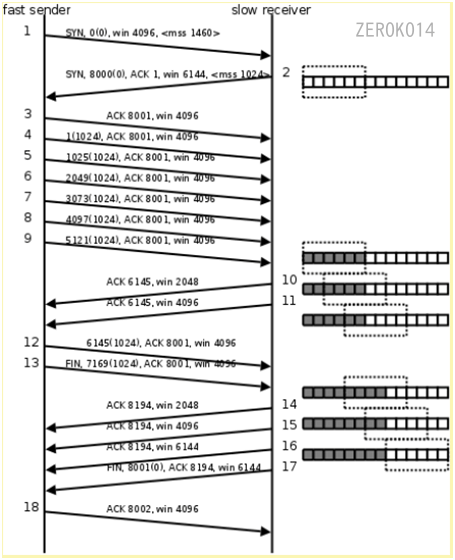 fast sender slow receiver
ZEROK014
1 SYN, 0(0), win 4096, <mss 1460>
SYN, 8000(0), ACK 1, win 6144, <mss 1024> 2
3 ACK 8001, win 4096
4 1(1024), ACK 8001, win 4096
5 1025(1024), ACK 8001, win 4096
6 2049(1024), ACK 8001, win 4096
7 3073(1024), ACK 8001, win 4096
8 4097(1024), ACK 8001, win 4096
9 5121(1024), ACK 8001, win 4096
ACK 6145, win 2048 10
ACK 6145, win 4096 11
12 6145(1024), ACK 8001, win 4096
13 FIN, 7169(1024), ACK 8001, win 4096
ACK 8194, win 2048 14
ACK 8194, win 4096 15
ACK 8194, win 6144 16
FIN, 8001(0), ACK 8194, win 6144 17
18 ACK 8002, win 4096